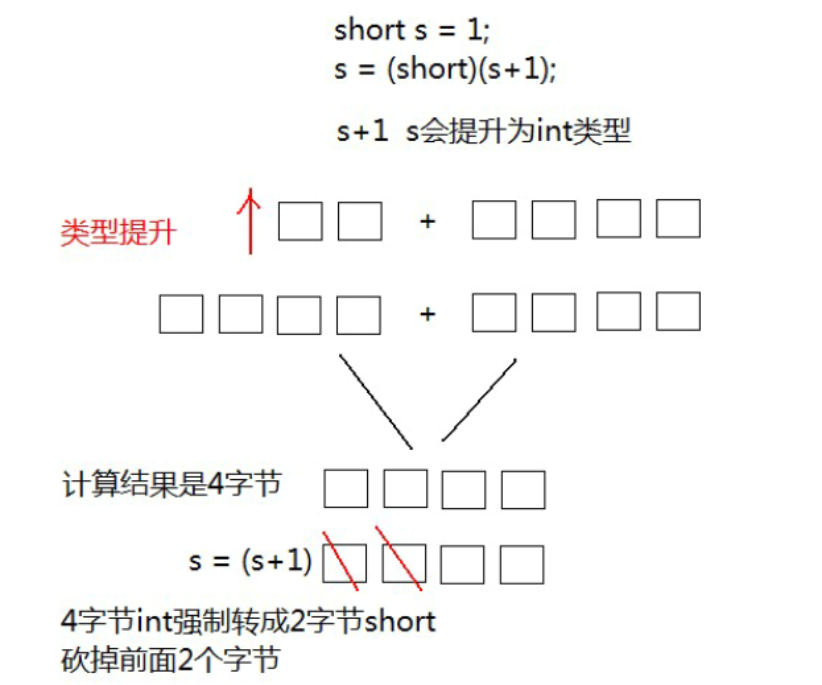 short s = 1;
s = (short)(s+1);
s+1 s会提升为int类型
类型提升
+
+
计算结果是4字节
s = (s+1)
4字节int强制转成2字节short
砍掉前面2个字节